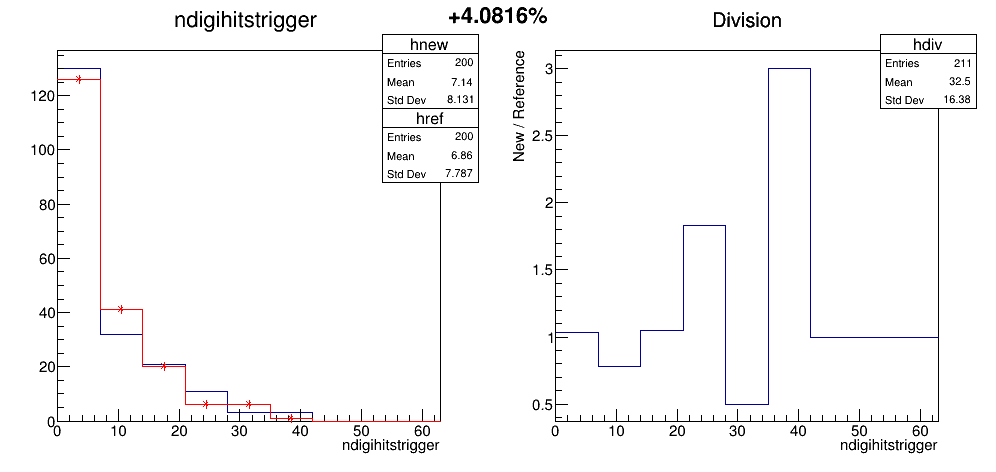 +4.0816%
ndigihitstrigger
hnew
Entries 200
Mean 7.14
Std Dev 8.131
href
Entries 200
Mean 6.86
Std Dev 7.787
120
100
80
60
40
20
0
0 10 20 30 40 50 60
ndigihitstrigger
Division
hdiv
Entries 211
Mean 32.5
Std Dev 16.38
New / Reference
3
2.5
2
1.5
1
0.5
0 10 20 30 40 50 60
ndigihitstrigger